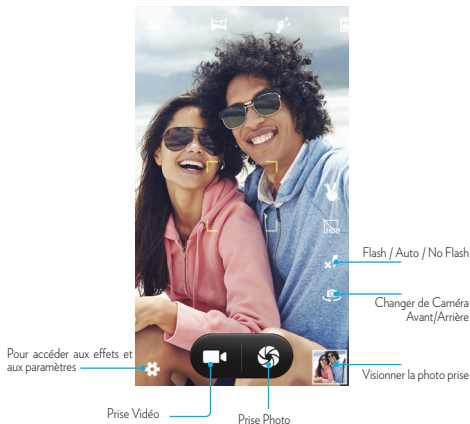 HDR
Flash / Auto / No Flash
Changer de Caméra
Avant/Arrière
Pour accéder aux effets et
aux paramètres
Visionner la photo prise
Prise Vidéo
Prise Photo